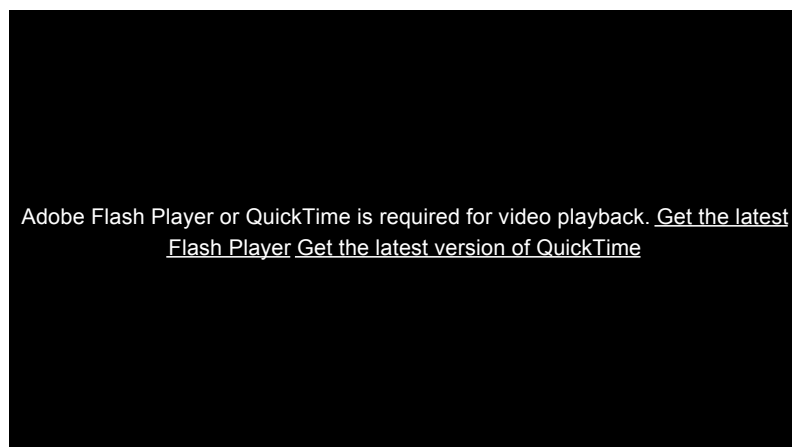 Adobe Flash Player or QuickTime is required for video playback. Get the latest
Flash Player Get the latest version of QuickTime